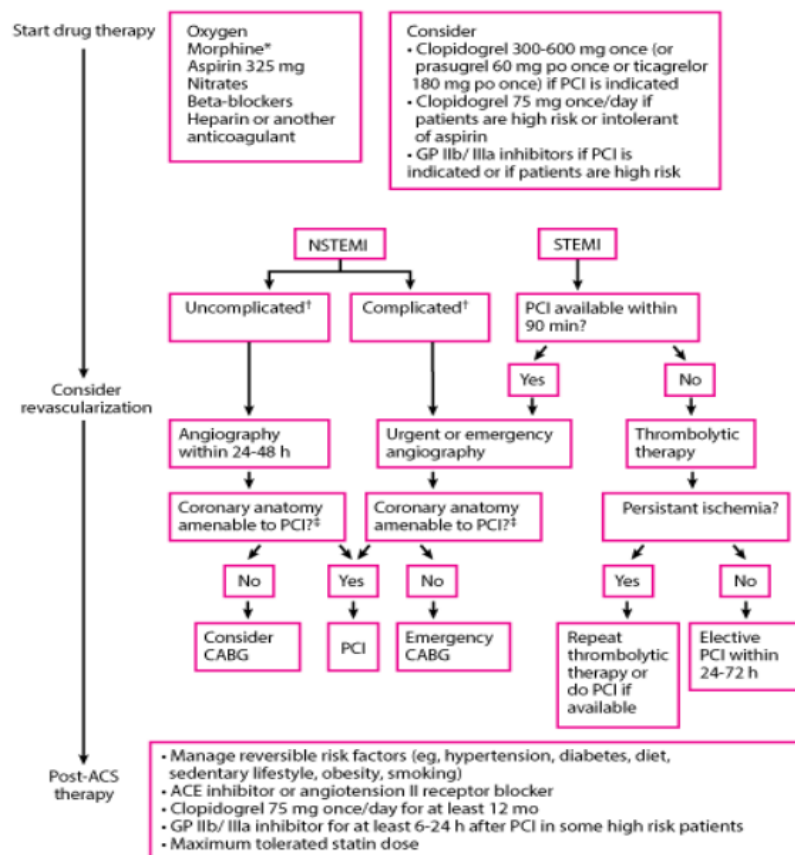 Start drug therapy
Oxygen
Morphine*
Aspirin 325 mg
Nitrates
Beta-blockers
Heparin or another
anticoagulant
Consider
• Clopidogrel 300-600 mg once (or
prasugrel 60 mg po once or ticagrelor
180 mg po once) if PCI is indicated
• Clopidogrel 75 mg once/day if
patients are high risk or intolerant
of aspirin
• GP IIb/ IIIa inhibitors if PCI is
indicated or if patients are high risk
NSTEMI
STEMI
Uncomplicated†
Complicated†
PCI available within
90 min?
Yes
No
Consider
revascularization
Angiography
within 24-48 h
Urgent or emergency
angiography
Thrombolytic
therapy
Coronary anatomy
amenable to PCI?‡
Coronary anatomy
amenable to PCI?‡
Persistant ischemia?
No
Yes
No
Yes
No
Consider
CABG
PCI
Emergency
CABG
Repeat
thrombolytic
therapy or
do PCI if
available
Elective
PCI within
24-72 h
Post-ACS
therapy
• Manage reversible risk factors (eg, hypertension, diabetes, diet,
sedentary lifestyle, obesity, smoking)
• ACE inhibitor or angiotension II receptor blocker
• Clopidogrel 75 mg once/day for at least 12 mo
• GP IIb/ IIIa inhibitor for at least 6-24 h after PCI in some high risk patients
• Maximum tolerated statin dose